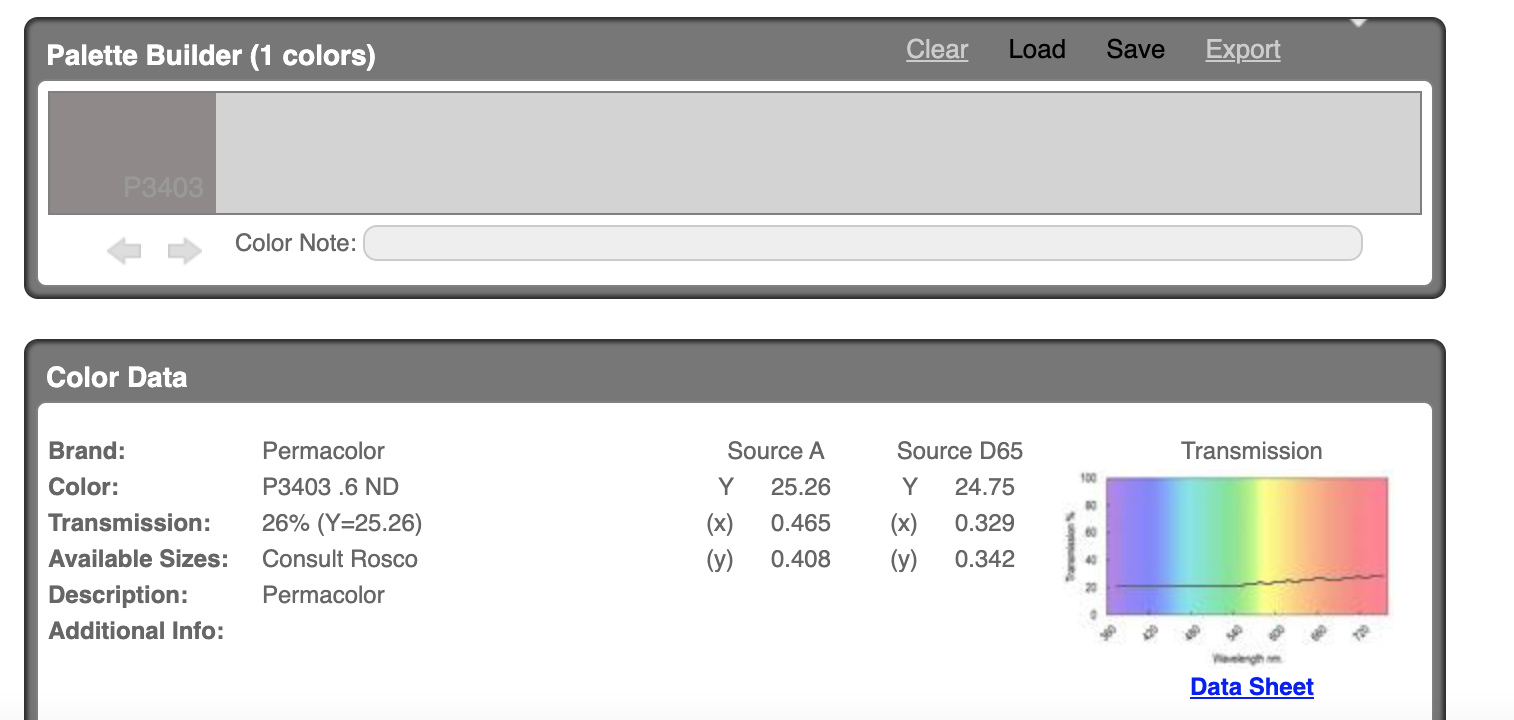 Palette Builder (1 colors)
Clear Load Save Export
P3403
Color Note:
Color Data
Brand: Permacolor
Color: P3403 .6 ND
Transmission: 26% (Y=25.26)
Available Sizes: Consult Rosco
Description: Permacolor
Additional Info:
Source A Source D65
Y 25.26 Y 24.75
(x) 0.465 (x) 0.329
(y) 0.408 (y) 0.342
Transmission
Transmission %
100
80
60
40
20
0
360 420 480 540 600 660 720
Wavelength nm.
Data Sheet